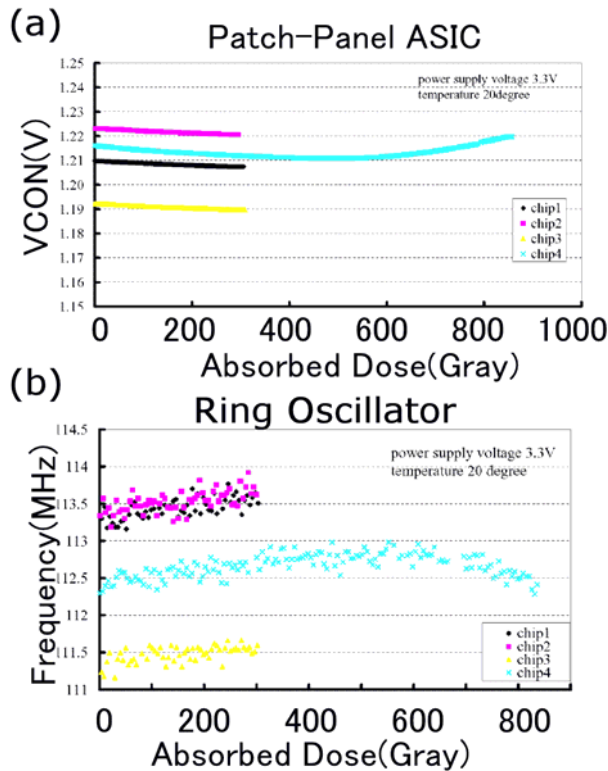 (a)
Patch-Panel ASIC
1.25
1.24
1.23
1.22
1.21
1.20
1.19
1.18
1.17
1.16
1.15
VCON(V)
power supply voltage 3.3V
temperature 20degree
chip1
chip2
chip3
chip4
0 200 400 600 800 1000
Absorbed Dose(Gray)
(b)
Ring Oscillator
114.5
114
113.5
113
112.5
112
111.5
111
Frequency(MHz)
power supply voltage 3.3V
temperature 20 degree
chip1
chip2
chip3
chip4
0 200 400 600 800
Absorbed Dose(Gray)